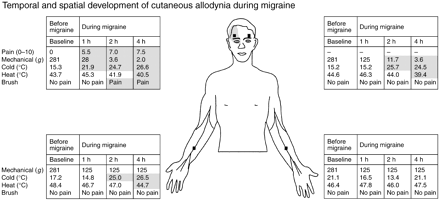 Temporal and spatial development of cutaneous allodynia during migraine
Before migraine During migraine
Baseline 1 h 2 h 4 h
Pain (0–10) 0 5.5 7.0 7.5
Mechanical (g) 281 28 3.6 2.0
Cold (°C) 15.3 21.9 24.7 26.6
Heat (°C) 43.7 45.3 41.9 40.5
Brush No pain No pain Pain Pain
Before migraine During migraine
Baseline 1 h 2 h 4 h
– – – –
281 125 11.7 3.6
15.2 15.2 25.7 24.5
44.6 46.3 44.0 39.4
No pain No pain No pain No pain
Before migraine During migraine
Baseline 1 h 2 h 4 h
Mechanical (g) 281 125 125 125
Cold (°C) 17.2 14.8 25.0 26.5
Heat (°C) 48.4 46.7 47.0 44.7
Brush No pain No pain No pain No pain
Before migraine During migraine
Baseline 1 h 2 h 4 h
281 125 125 125
21.1 16.5 13.4 21.1
46.4 47.8 46.0 47.5
No pain No pain No pain No pain